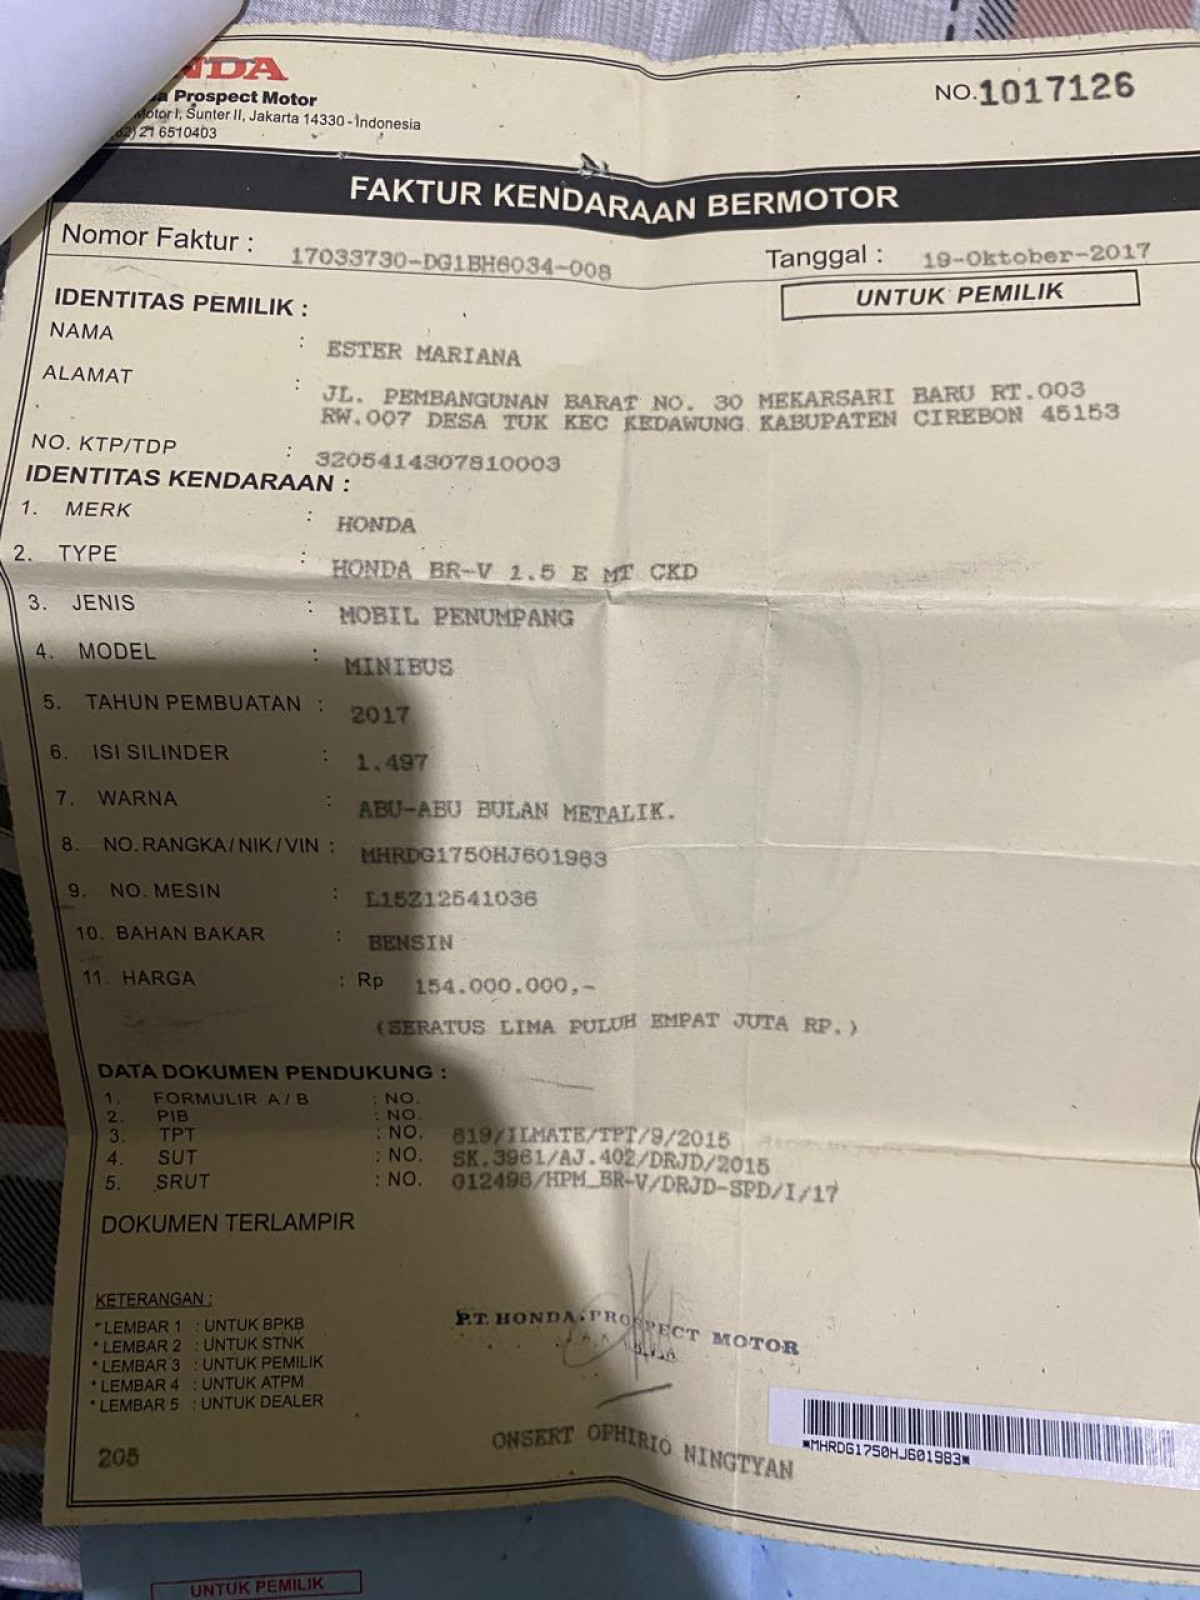 NDA
a Prospect Motor
Motor I, Sunter II, Jakarta 14330 - Indonesia
62) 21 6510403
NO. 1017126
FAKTUR KENDARAAN BERMOTOR
Nomor Faktur : 17033730-DG1BH6034-008
Tanggal : 19-Oktober-2017
UNTUK PEMILIK
IDENTITAS PEMILIK :
NAMA : ESTER MARIANA
ALAMAT : JL. PEMBANGUNAN BARAT NO. 30 MEKARSARI BARU RT.003
RW.007 DESA TUK KEC KEDAWUNG KABUPATEN CIREBON 45153
NO. KTP/TDP : 3205414307810003
IDENTITAS KENDARAAN :
1. MERK : HONDA
2. TYPE : HONDA BR-V 1.5 E MT CKD
3. JENIS : MOBIL PENUMPANG
4. MODEL : MINIBUS
5. TAHUN PEMBUATAN : 2017
6. ISI SILINDER : 1.497
7. WARNA : ABU-ABU BULAN METALIK.
8. NO. RANGKA / NIK / VIN : MHRDG1750HJ601983
9. NO. MESIN : L15Z12541036
10. BAHAN BAKAR : BENSIN
11. HARGA : Rp 154.000.000,-
(SERATUS LIMA PULUH EMPAT JUTA RP.)
DATA DOKUMEN PENDUKUNG :
1. FORMULIR A / B : NO.
2. PIB : NO.
3. TPT : NO. 819/ILMATE/TPT/9/2015
4. SUT : NO. SK.3961/AJ.402/DRJD/2015
5. SRUT : NO. 012498/HPM_BR-V/DRJD-SPD/I/17
DOKUMEN TERLAMPIR
KETERANGAN :
* LEMBAR 1 : UNTUK BPKB
* LEMBAR 2 : UNTUK STNK
* LEMBAR 3 : UNTUK PEMILIK
* LEMBAR 4 : UNTUK ATPM
* LEMBAR 5 : UNTUK DEALER
205
P.T. HONDA PROSPECT MOTOR
ONSERT OPHIRIO NINGTYAN
*MHRDG1750HJ601983*
UNTUK PEMILIK